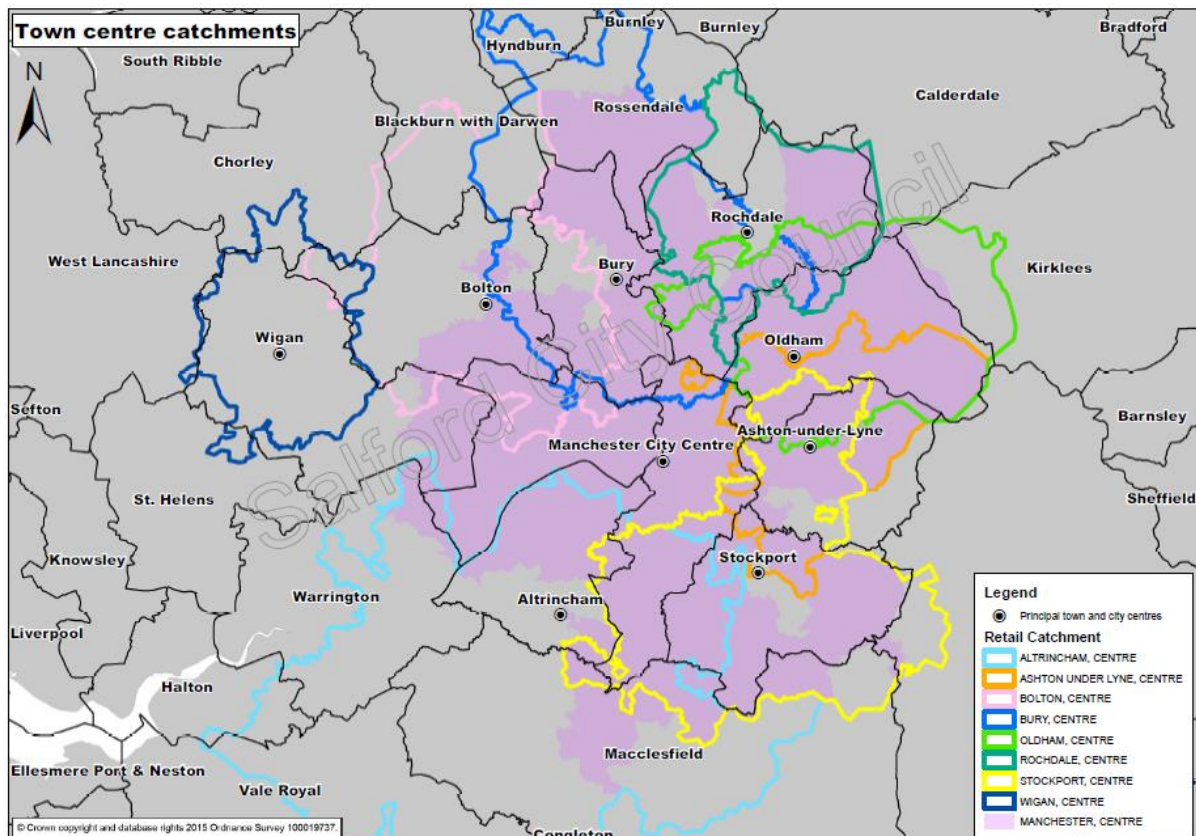 Town centre catchments
N
Burnley
Burnley
Bradford
Hyndburn
South Ribble
Calderdale
Rossendale
Blackburn with Darwen
Chorley
Rochdale
West Lancashire
Kirklees
Bury
Bolton
Wigan
Oldham
Sefton
Barnsley
Ashton-under-Lyne
Manchester City Centre
St. Helens
Sheffield
Knowsley
Stockport
Warrington
Altrincham
Liverpool
Halton
Macclesfield
Ellesmere Port & Neston
Vale Royal
Congleton
Salford City Council
Legend
Principal town and city centres
Retail Catchment
ALTRINCHAM, CENTRE
ASHTON UNDER LYNE, CENTRE
BOLTON, CENTRE
BURY, CENTRE
OLDHAM, CENTRE
ROCHDALE, CENTRE
STOCKPORT, CENTRE
WIGAN, CENTRE
MANCHESTER, CENTRE
© Crown copyright and database rights 2015 Ordnance Survey 100019737.